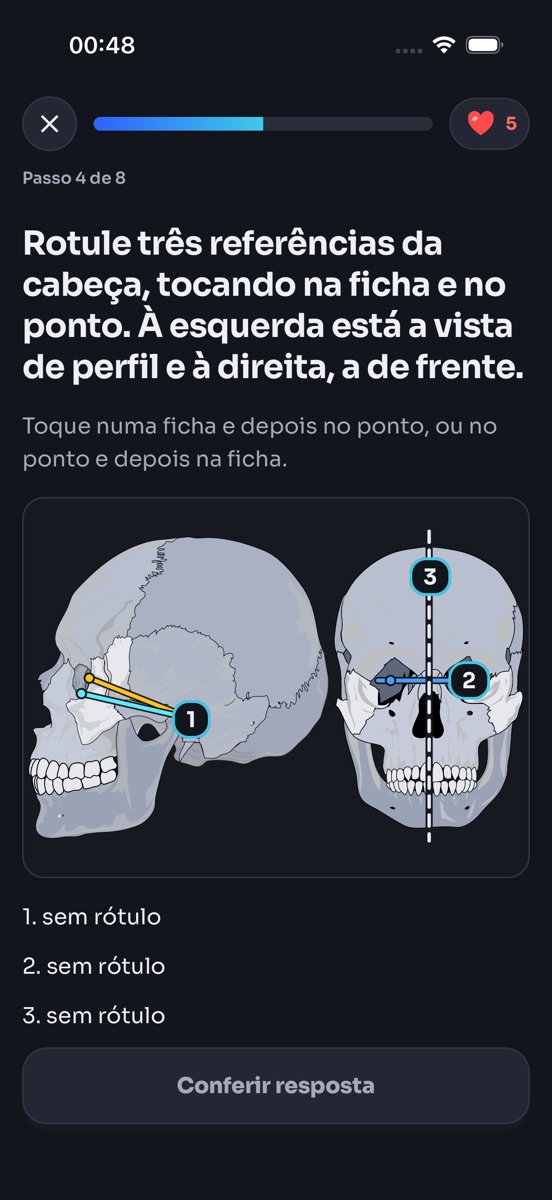 00:48
5
Passo 4 de 8
Rotule três referências da
cabeça, tocando na ficha e no
ponto. À esquerda está a vista
de perfil e à direita, a de frente.
Toque numa ficha e depois no ponto, ou no
ponto e depois na ficha.
3
2
1
1. sem rótulo
2. sem rótulo
3. sem rótulo
Conferir resposta